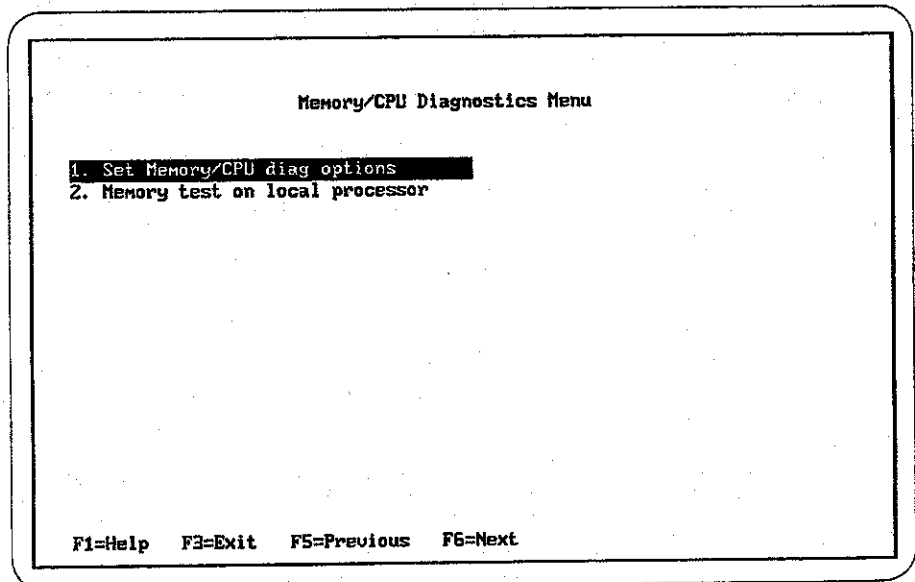 Memory/CPU Diagnostics Menu
1. Set Memory/CPU diag options
2. Memory test on local processor
F1=Help F3=Exit F5=Previous F6=Next